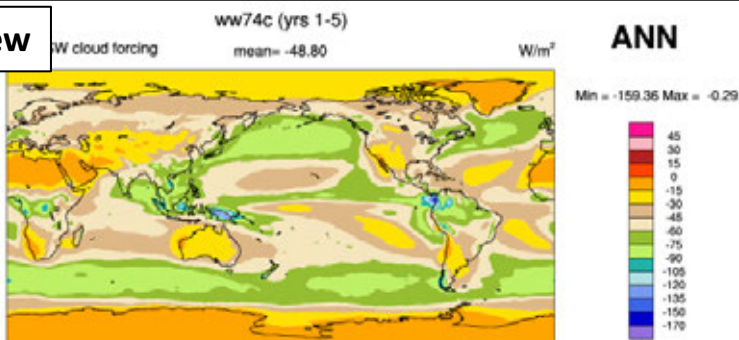 ww74c (yrs 1-5)
ew
SW cloud forcing
mean= -48.80
W/m²
ANN
Min = -159.36 Max = -0.29
45
30
15
0
-15
-30
-45
-60
-75
-90
-105
-120
-135
-150
-170